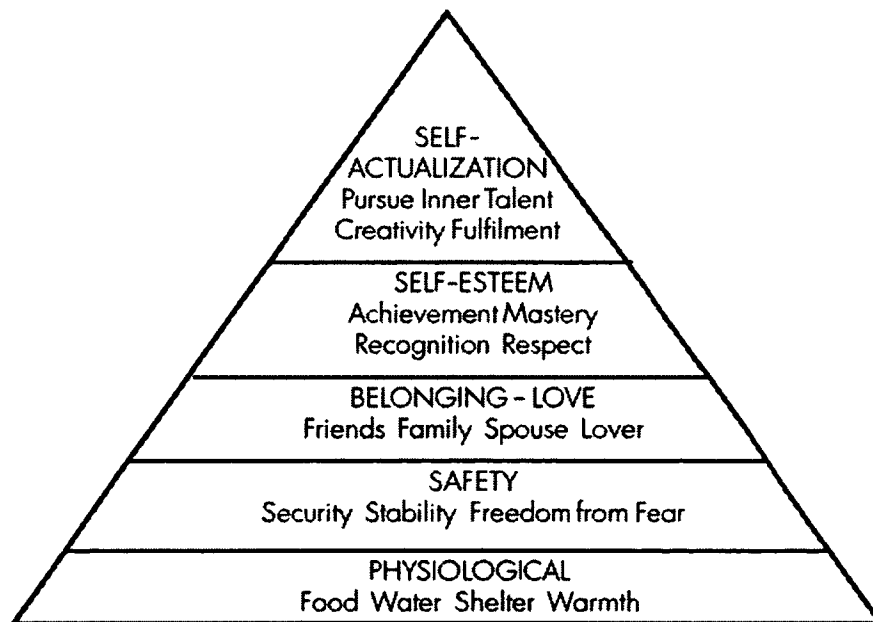 SELF-
ACTUALIZATION
Pursue Inner Talent
Creativity Fulfilment
SELF-ESTEEM
Achievement Mastery
Recognition Respect
BELONGING - LOVE
Friends Family Spouse Lover
SAFETY
Security Stability Freedom from Fear
PHYSIOLOGICAL
Food Water Shelter Warmth